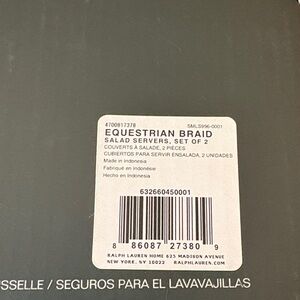 4700917378 SMLS996-0001
EQUESTRIAN BRAID
SALAD SERVERS, SET OF 2
COUVERTS À SALADE, 2 PIÈCES
CUBIERTOS PARA SERVIR ENSALADA, 2 UNIDADES
Made in Indonesia
Fabriqué en Indonésie
Hecho en Indonesia
632660450001
8 86087 27380 9
RALPH LAUREN HOME 625 MADISON AVENUE
NEW YORK, NY 10022 RALPHLAUREN.COM
SSELLE / SEGUROS PARA EL LAVAVAJILLAS